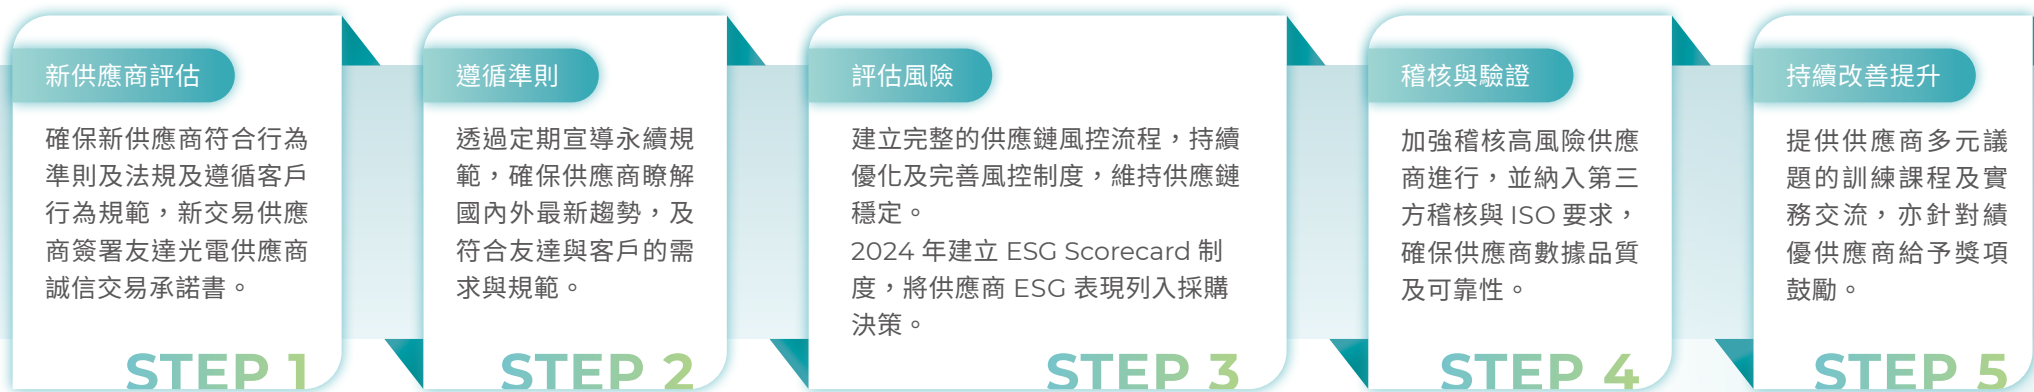 新供應商評估
確保新供應商符合行為
準則及法規及遵循客戶
行為規範，新交易供應
商簽署友達光電供應商
誠信交易承諾書。
STEP 1
遵循準則
透過定期宣導永續規
範，確保供應商瞭解
國內外最新趨勢，及
符合友達與客戶的需
求與規範。
STEP 2
評估風險
建立完整的供應鏈風控流程，持續
優化及完善風控制度，維持供應鏈
穩定。
2024 年建立 ESG Scorecard 制
度，將供應商 ESG 表現列入採購
決策。
STEP 3
稽核與驗證
加強稽核高風險供應
商進行，並納入第三
方稽核與 ISO 要求，
確保供應商數據品質
及可靠性。
STEP 4
持續改善提升
提供供應商多元議
題的訓練課程及實
務交流，亦針對績
優供應商給予獎項
鼓勵。
STEP 5